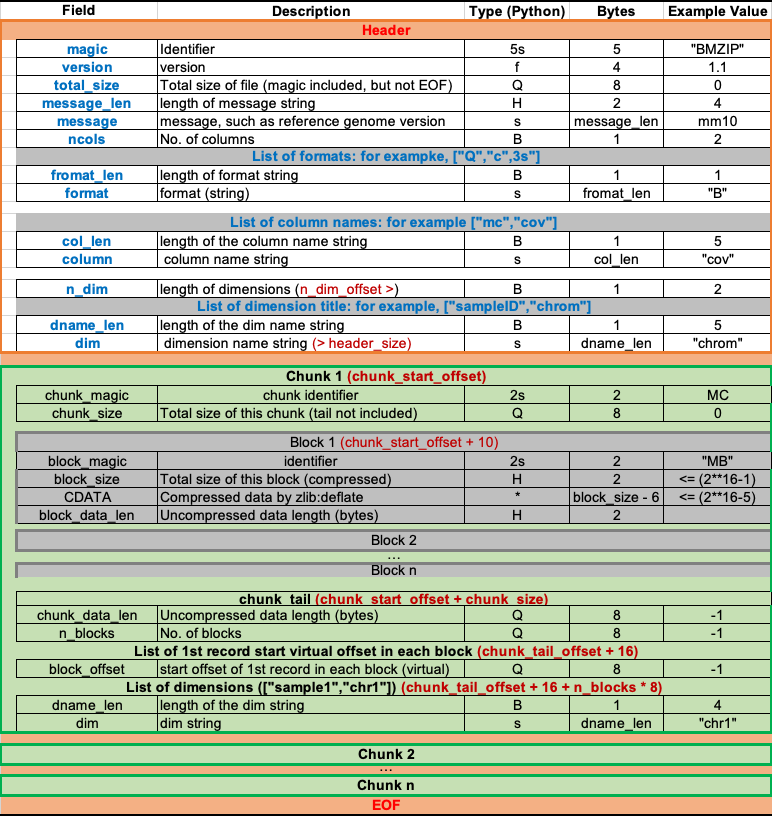 Field Description Type (Python) Bytes Example Value
Header
magic Identifier 5s 5 "BMZIP"
version version f 4 1.1
total_size Total size of file (magic included, but not EOF) Q 8 0
message_len length of message string H 2 4
message message, such as reference genome version s message_len mm10
ncols No. of columns B 1 2
List of formats: for exampke, ["Q","c",3s"]
fromat_len length of format string B 1 1
format format (string) s fromat_len "B"
List of column names: for example ["mc","cov"]
col_len length of the column name string B 1 5
column column name string s col_len "cov"
n_dim length of dimensions (n_dim_offset >) B 1 2
List of dimension title: for example, ["sampleID","chrom"]
dname_len length of the dim name string B 1 5
dim dimension name string (> header_size) s dname_len "chrom"
Chunk 1 (chunk_start_offset)
chunk_magic chunk identifier 2s 2 MC
chunk_size Total size of this chunk (tail not included) Q 8 0
Block 1 (chunk_start_offset + 10)
block_magic identifier 2s 2 "MB"
block_size Total size of this block (compressed) H 2 <= (2**16-1)
CDATA Compressed data by zlib:deflate * block_size - 6 <= (2**16-5)
block_data_len Uncompressed data length (bytes) H 2
Block 2
...
Block n
chunk_tail (chunk_start_offset + chunk_size)
chunk_data_len Uncompressed data length (bytes) Q 8 -1
n_blocks No. of blocks Q 8 -1
List of 1st record start virtual offset in each block (chunk_tail_offset + 16)
block_offset start offset of 1st record in each block (virtual) Q 8 -1
List of dimensions (["sample1","chr1"]) (chunk_tail_offset + 16 + n_blocks * 8)
dname_len length of the dim string B 1 4
dim dim string s dname_len "chr1"
Chunk 2
...
Chunk n
EOF